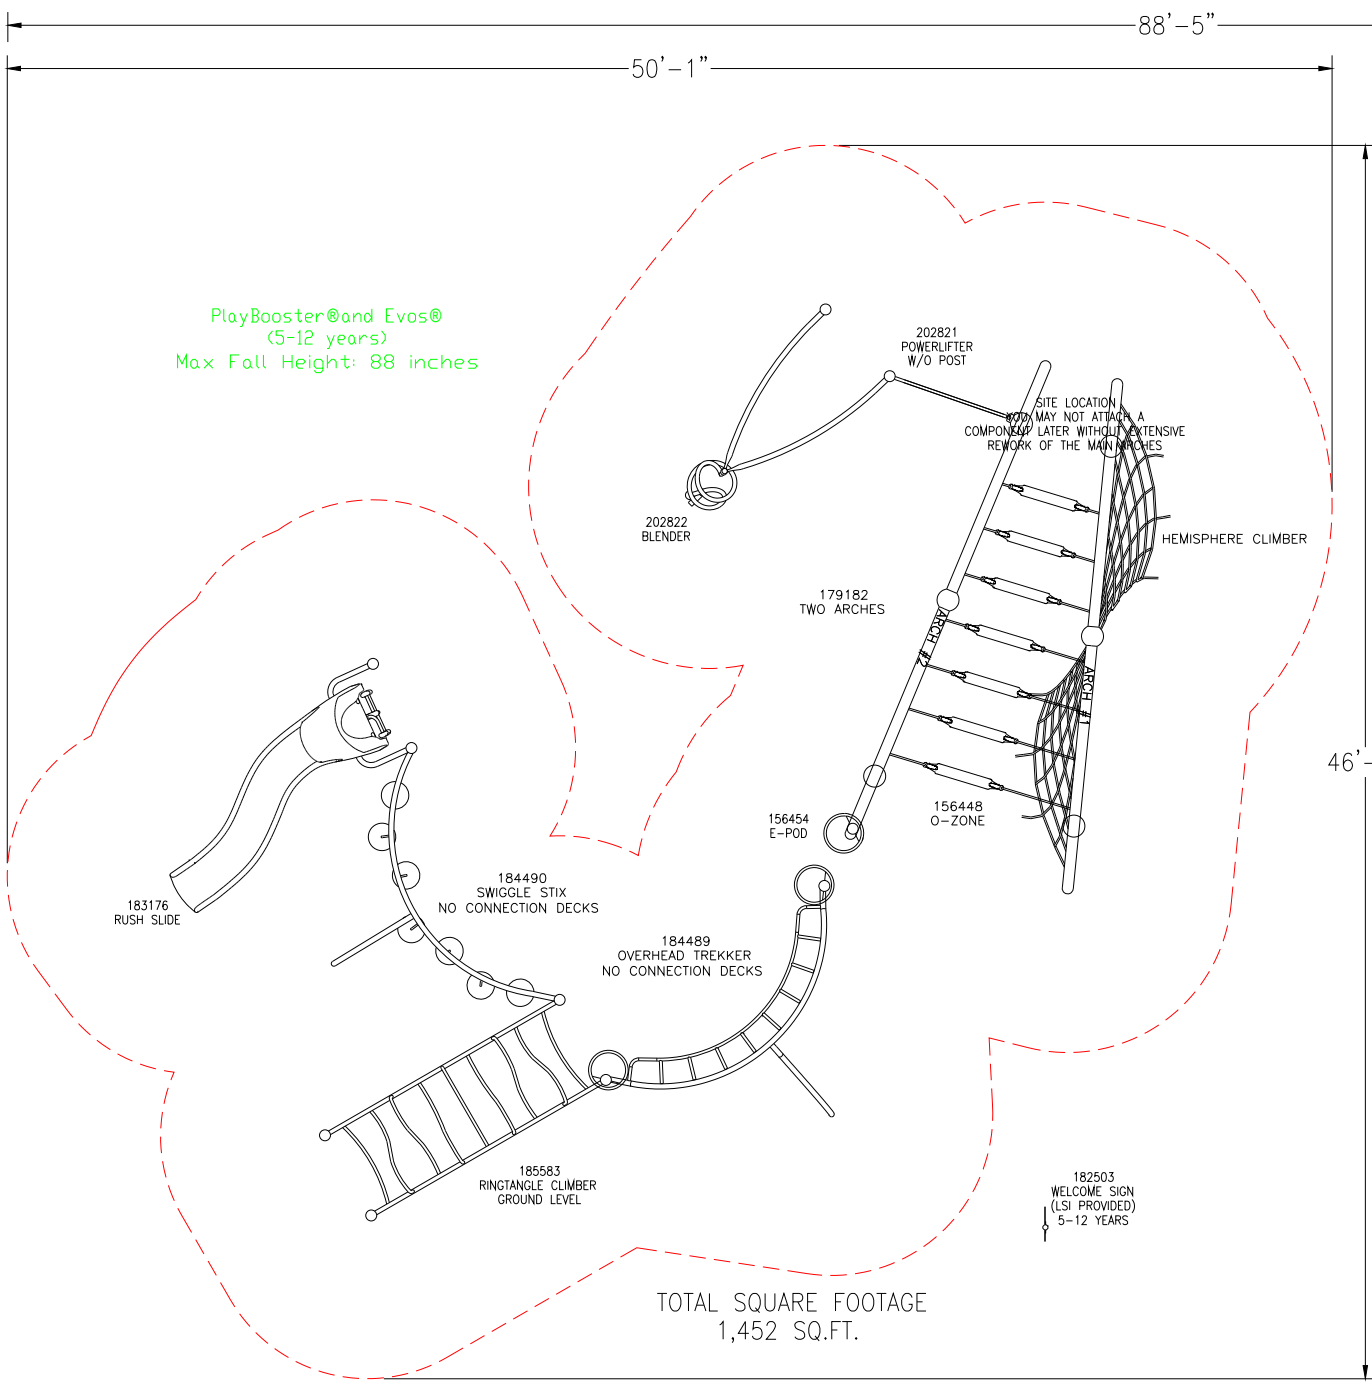 88'-5"
50'-1"
PlayBooster®and Evos®
(5-12 years)
Max Fall Height: 88 inches
202821
POWERLIFTER
W/O POST
SITE LOCATION
YOU MAY NOT ATTACH A
COMPONENT LATER WITHOUT EXTENSIVE
REWORK OF THE MAIN ARCHES
202822
BLENDER
HEMISPHERE CLIMBER
179182
TWO ARCHES
ARCH #2
ARCH #1
46'-
156448
O-ZONE
156454
E-POD
183176
RUSH SLIDE
184490
SWIGGLE STIX
NO CONNECTION DECKS
184489
OVERHEAD TREKKER
NO CONNECTION DECKS
185583
RINGTANGLE CLIMBER
GROUND LEVEL
182503
WELCOME SIGN
(LSI PROVIDED)
5-12 YEARS
TOTAL SQUARE FOOTAGE
1,452 SQ.FT.